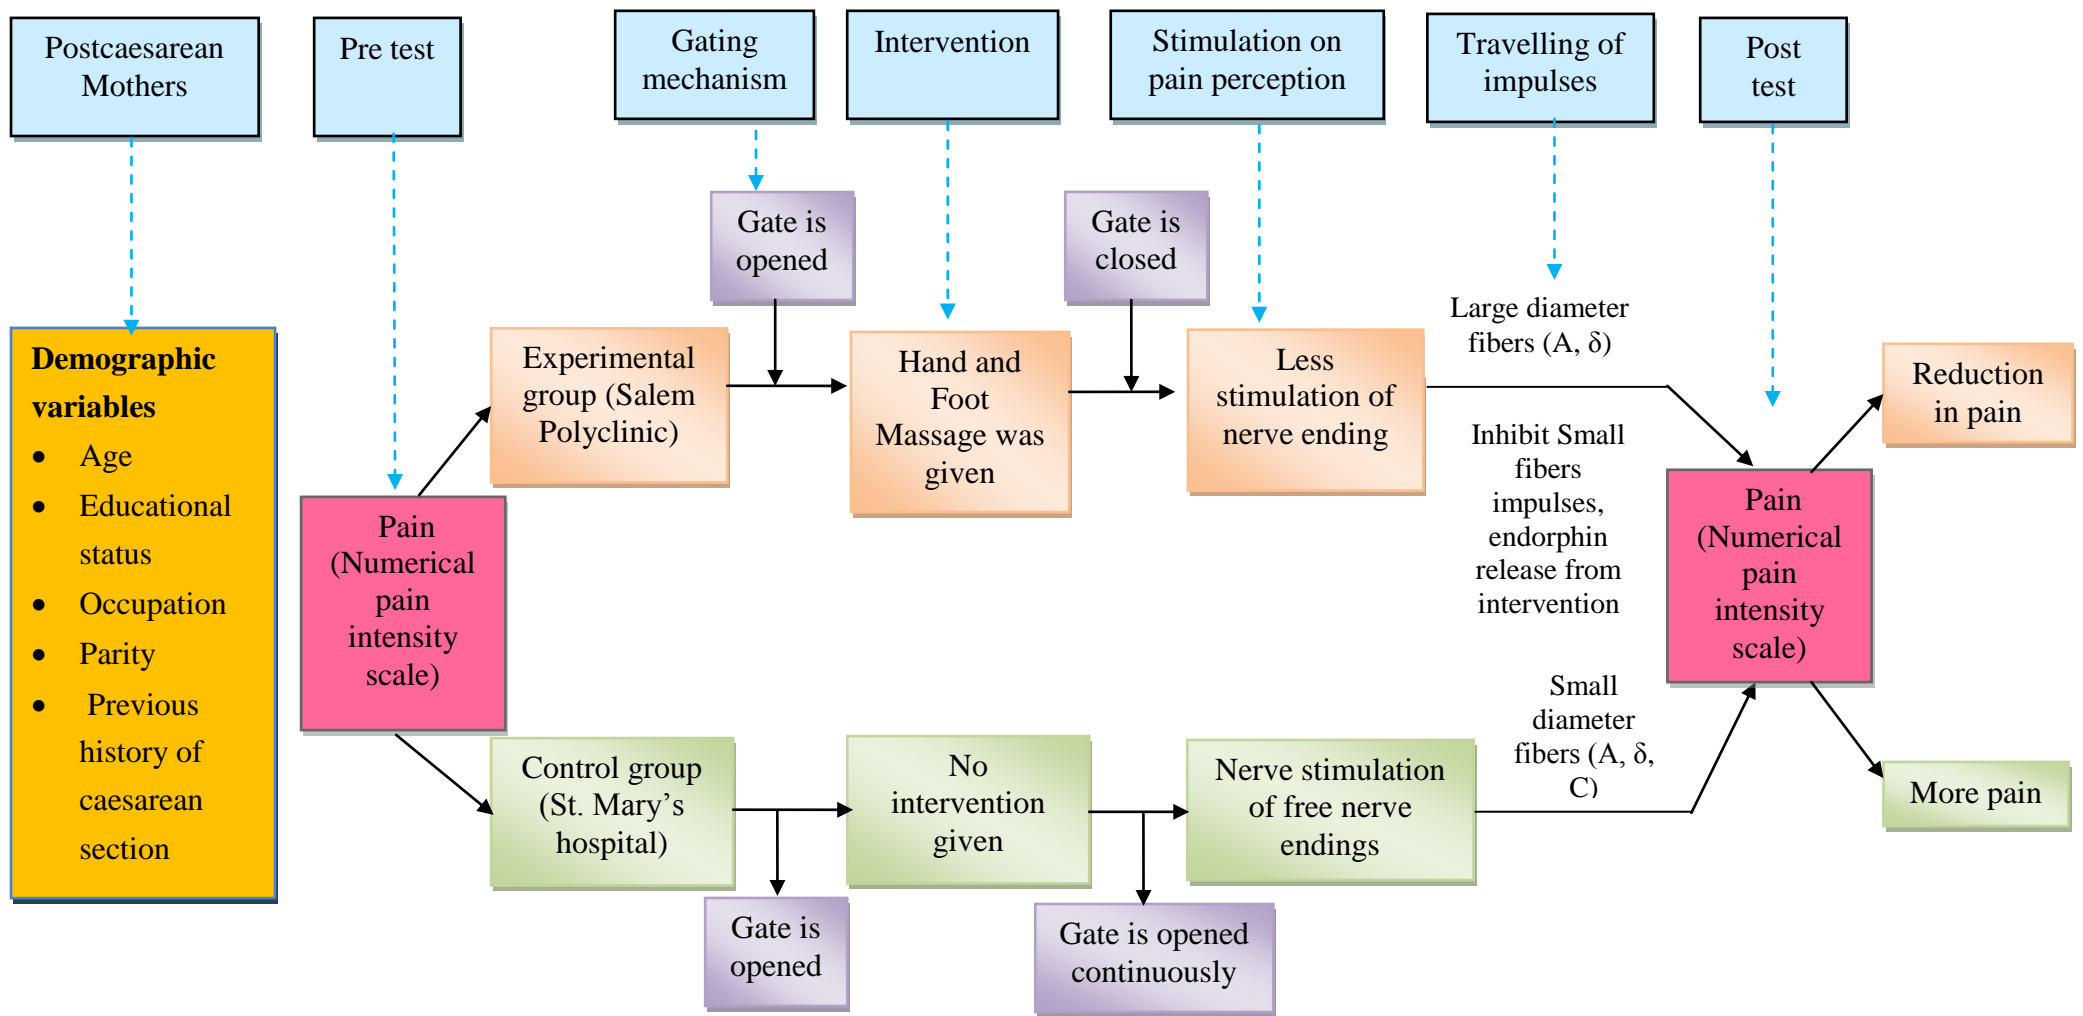 Postcaesarean
Mothers
Pre test
Gating
mechanism
Intervention
Stimulation on
pain perception
Travelling of
impulses
Post
test
Gate is
opened
Gate is
closed
Demographic
variables
• Age
• Educational
status
• Occupation
• Parity
• Previous
history of
caesarean
section
Pain
(Numerical
pain
intensity
scale)
Experimental
group (Salem
Polyclinic)
Hand and
Foot
Massage was
given
Less
stimulation of
nerve ending
Large diameter
fibers (A, δ)
Inhibit Small
fibers
impulses,
endorphin
release from
intervention
Pain
(Numerical
pain
intensity
scale)
Reduction
in pain
Control group
(St. Mary’s
hospital)
No
intervention
given
Nerve stimulation
of free nerve
endings
Small
diameter
fibers (A, δ,
C)
More pain
Gate is
opened
Gate is opened
continuously